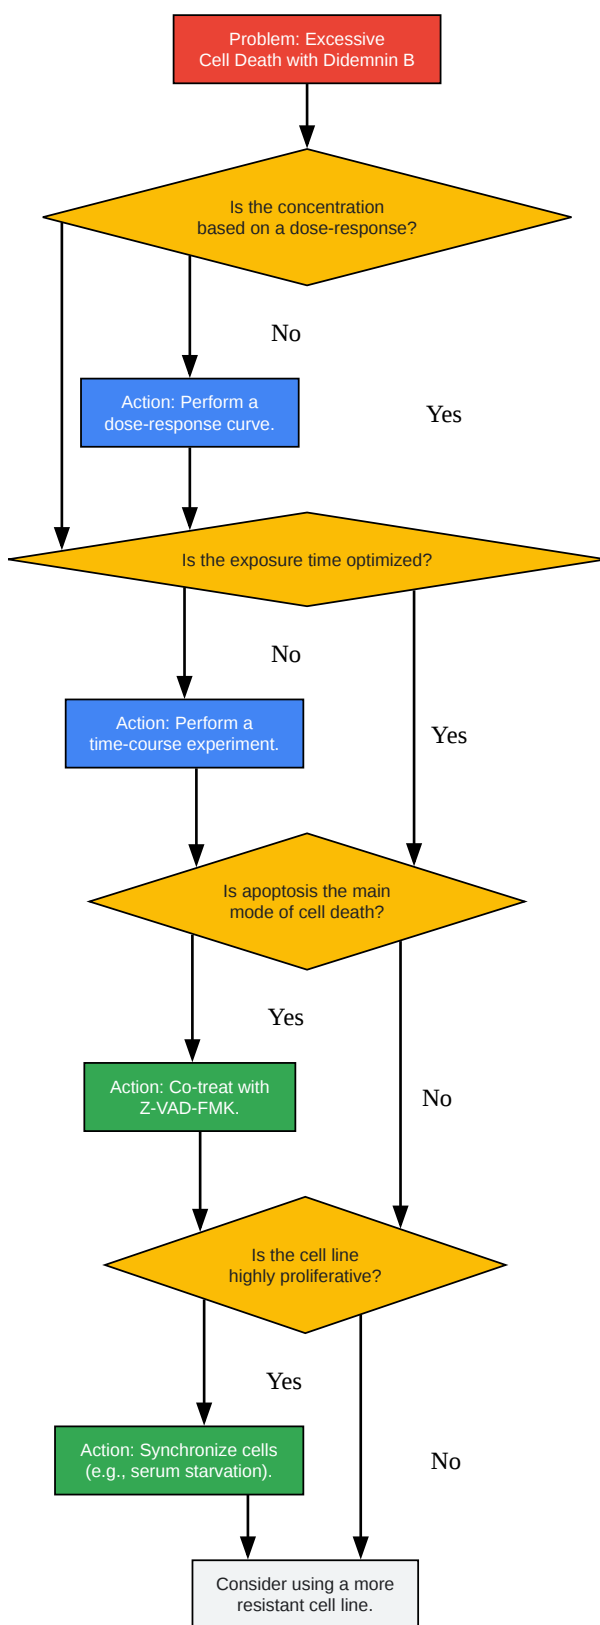 Problem: Excessive
Cell Death with Didemnin B
Is the concentration
based on a dose-response?
No
Action: Perform a
dose-response curve.
Yes
Is the exposure time optimized?
No
Action: Perform a
time-course experiment.
Yes
Is apoptosis the main
mode of cell death?
Yes
Action: Co-treat with
Z-VAD-FMK.
No
Is the cell line
highly proliferative?
Yes
Action: Synchronize cells
(e.g., serum starvation).
No
Consider using a more
resistant cell line.